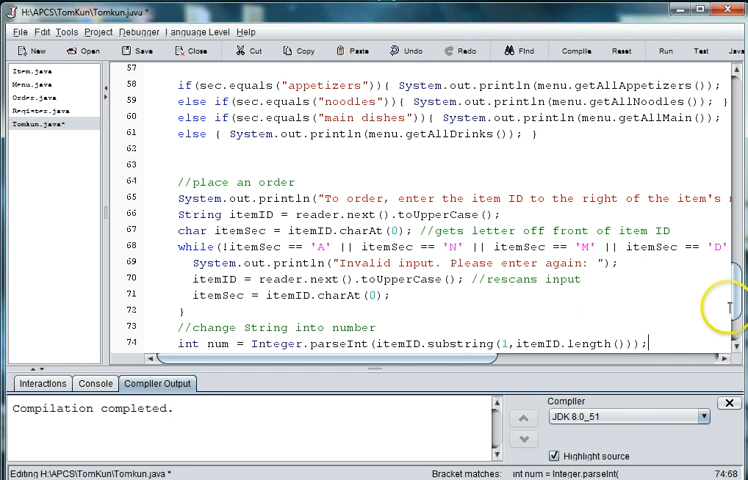 H:\APCS\TomKun\Tomkun.java *
File Edit Tools Project Debugger Language Level Help
New Open Save Close Cut Copy Paste Undo Redo Find Compile Reset Run Test
Item.java
Menu.java
Order.java
Register.java
Tomkun.java*
57
58 if(sec.equals("appetizers")){ System.out.println(menu.getAllAppetizers());
59 else if(sec.equals("noodles")){ System.out.println(menu.getAllNoodles()); }
60 else if(sec.equals("main dishes")){ System.out.println(menu.getAllMain());
61 else { System.out.println(menu.getAllDrinks()); }
62
63
64 //place an order
65 System.out.println("To order, enter the item ID to the right of the item's
66 String itemID = reader.next().toUpperCase();
67 char itemSec = itemID.charAt(0); //gets letter off front of item ID
68 while(!itemSec == 'A' || itemSec == 'N' || itemSec == 'M' || itemSec == 'D'
69 System.out.println("Invalid input. Please enter again: ");
70 itemID = reader.next().toUpperCase(); //rescans input
71 itemSec = itemID.charAt(0);
72 }
73 //change String into number
74 int num = Integer.parseInt(itemID.substring(1,itemID.length()));
Interactions Console Compiler Output
Compilation completed.
Compiler
JDK 8.0_51
Highlight source
Editing H:\APCS\TomKun\Tomkun.java * Bracket matches: int num = Integer.parseInt( 74:68